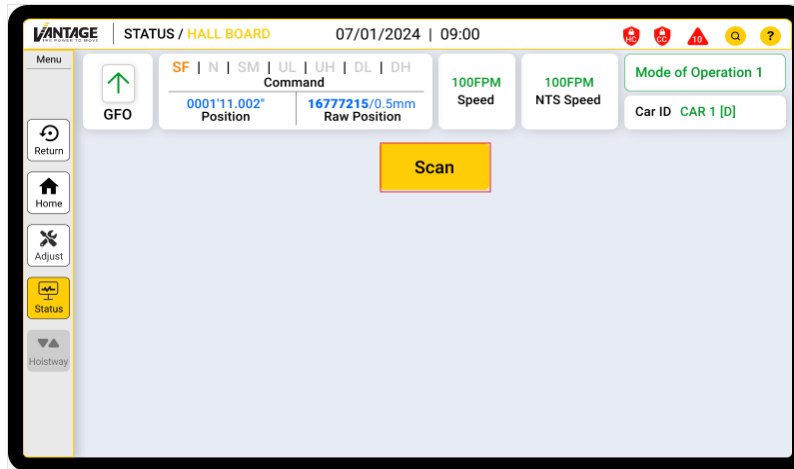 VANTAGE
THE POWER TO MOVE
STATUS / HALL BOARD
07/01/2024 | 09:00
HC
CC
10
?
Menu
GFO
SF | N | SM | UL | UH | DL | DH
Command
0001'11.002"
Position
16777215/0.5mm
Raw Position
100FPM
Speed
100FPM
NTS Speed
Mode of Operation 1
Car ID CAR 1 [D]
Return
Home
Adjust
Status
Hoistway
Scan